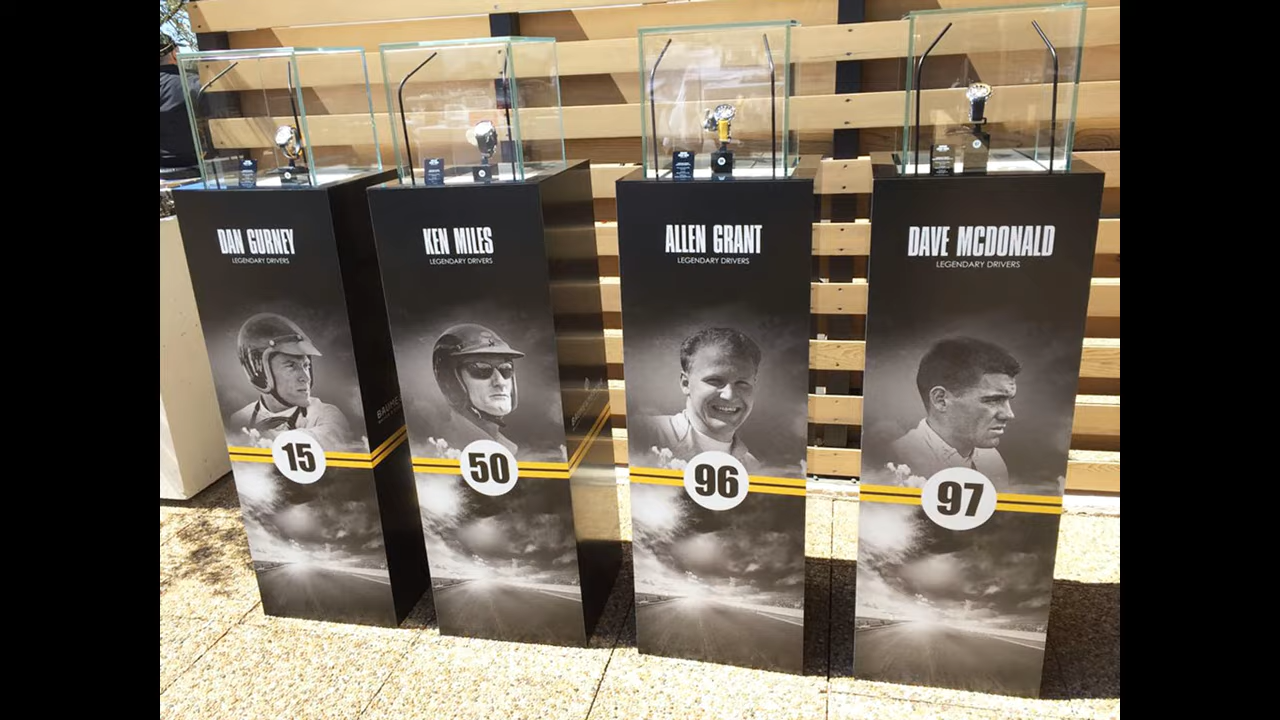 DAN GURNEY
LEGENDARY DRIVERS
15
KEN MILES
LEGENDARY DRIVERS
50
ALLEN GRANT
LEGENDARY DRIVERS
96
DAVE MCDONALD
LEGENDARY DRIVERS
97